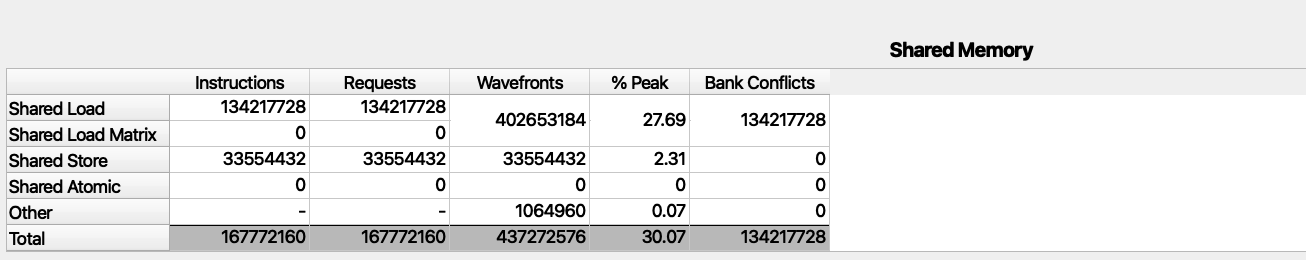 Shared Memory
Instructions Requests Wavefronts % Peak Bank Conflicts
Shared Load 134217728 134217728 402653184 27.69 134217728
Shared Load Matrix 0 0
Shared Store 33554432 33554432 33554432 2.31 0
Shared Atomic 0 0 0 0 0
Other - - 1064960 0.07 0
Total 167772160 167772160 437272576 30.07 134217728